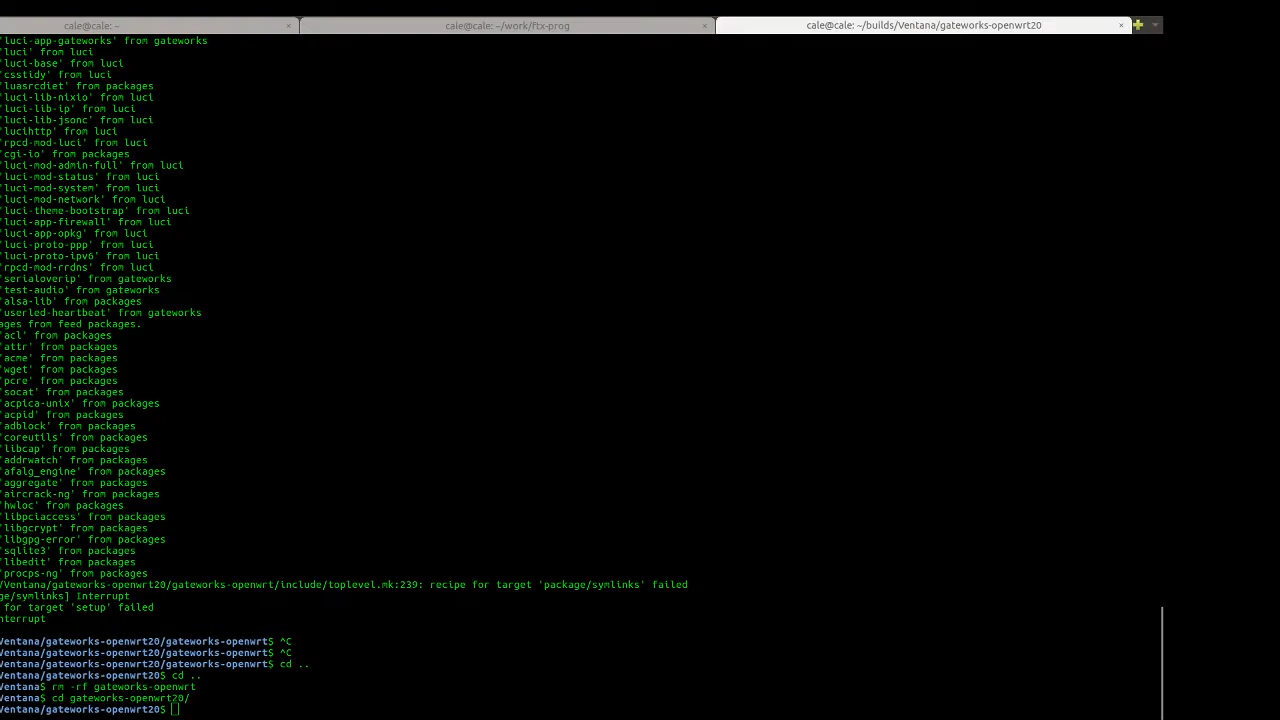 cale@cale: ~
cale@cale: ~/work/ftx-prog
cale@cale: ~/builds/Ventana/gateworks-openwrt20
'luci-app-gateworks' from gateworks
'luci' from luci
'luci-base' from luci
'csstidy' from luci
'luasrcdiet' from packages
'luci-lib-nixio' from luci
'luci-lib-ip' from luci
'luci-lib-jsonc' from luci
'lucihttp' from luci
'rpcd-mod-luci' from luci
'cgi-io' from packages
'luci-mod-admin-full' from luci
'luci-mod-status' from luci
'luci-mod-system' from luci
'luci-mod-network' from luci
'luci-theme-bootstrap' from luci
'luci-app-firewall' from luci
'luci-app-opkg' from luci
'luci-proto-ppp' from luci
'luci-proto-ipv6' from luci
'rpcd-mod-rrdns' from luci
'serialoverip' from gateworks
'test-audio' from gateworks
'alsa-lib' from packages
'userled-heartbeat' from gateworks
ages from feed packages.
'acl' from packages
'attr' from packages
'acme' from packages
'wget' from packages
'pcre' from packages
'socat' from packages
'acpica-unix' from packages
'acpid' from packages
'adblock' from packages
'coreutils' from packages
'libcap' from packages
'addrwatch' from packages
'afalg_engine' from packages
'aggregate' from packages
'aircrack-ng' from packages
'hwloc' from packages
'libpciaccess' from packages
'libgcrypt' from packages
'libgpg-error' from packages
'sqlite3' from packages
'libedit' from packages
'procps-ng' from packages
/Ventana/gateworks-openwrt20/gateworks-openwrt/include/toplevel.mk:239: recipe for target 'package/symlinks' failed
ge/symlinks] Interrupt
for target 'setup' failed
nterrupt
Ventana/gateworks-openwrt20/gateworks-openwrt$ ^C
Ventana/gateworks-openwrt20/gateworks-openwrt$ ^C
Ventana/gateworks-openwrt20/gateworks-openwrt$ cd ..
Ventana/gateworks-openwrt20$ cd ..
Ventana$ rm -rf gateworks-openwrt
Ventana$ cd gateworks-openwrt20/
Ventana/gateworks-openwrt20$